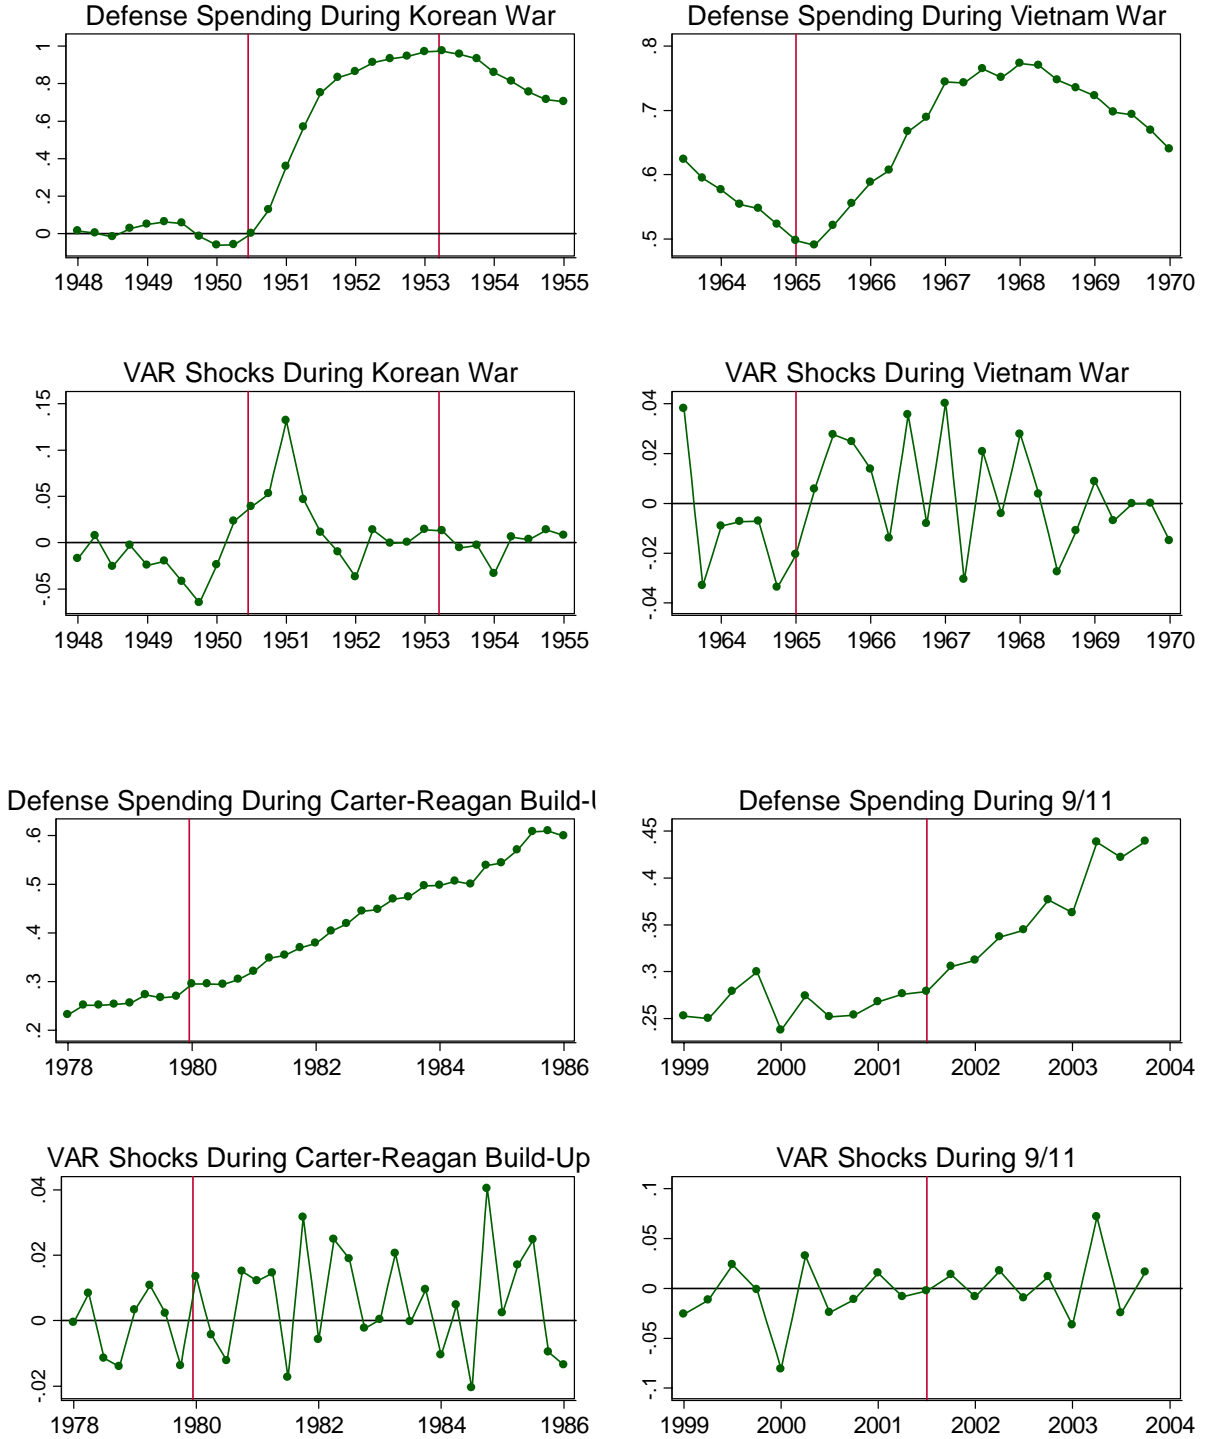 Defense Spending During Korean War
1
.8
.6
.4
.2
0
1948 1949 1950 1951 1952 1953 1954 1955
Defense Spending During Vietnam War
.8
.7
.6
.5
1964 1965 1966 1967 1968 1969 1970
VAR Shocks During Korean War
.15
.1
.05
0
-.05
1948 1949 1950 1951 1952 1953 1954 1955
VAR Shocks During Vietnam War
.04
.02
0
-.02
-.04
1964 1965 1966 1967 1968 1969 1970
Defense Spending During Carter-Reagan Build-U
.6
.5
.4
.3
.2
1978 1980 1982 1984 1986
Defense Spending During 9/11
.45
.4
.35
.3
.25
1999 2000 2001 2002 2003 2004
VAR Shocks During Carter-Reagan Build-Up
.04
.02
0
-.02
1978 1980 1982 1984 1986
VAR Shocks During 9/11
.1
.05
0
-.05
-.1
1999 2000 2001 2002 2003 2004